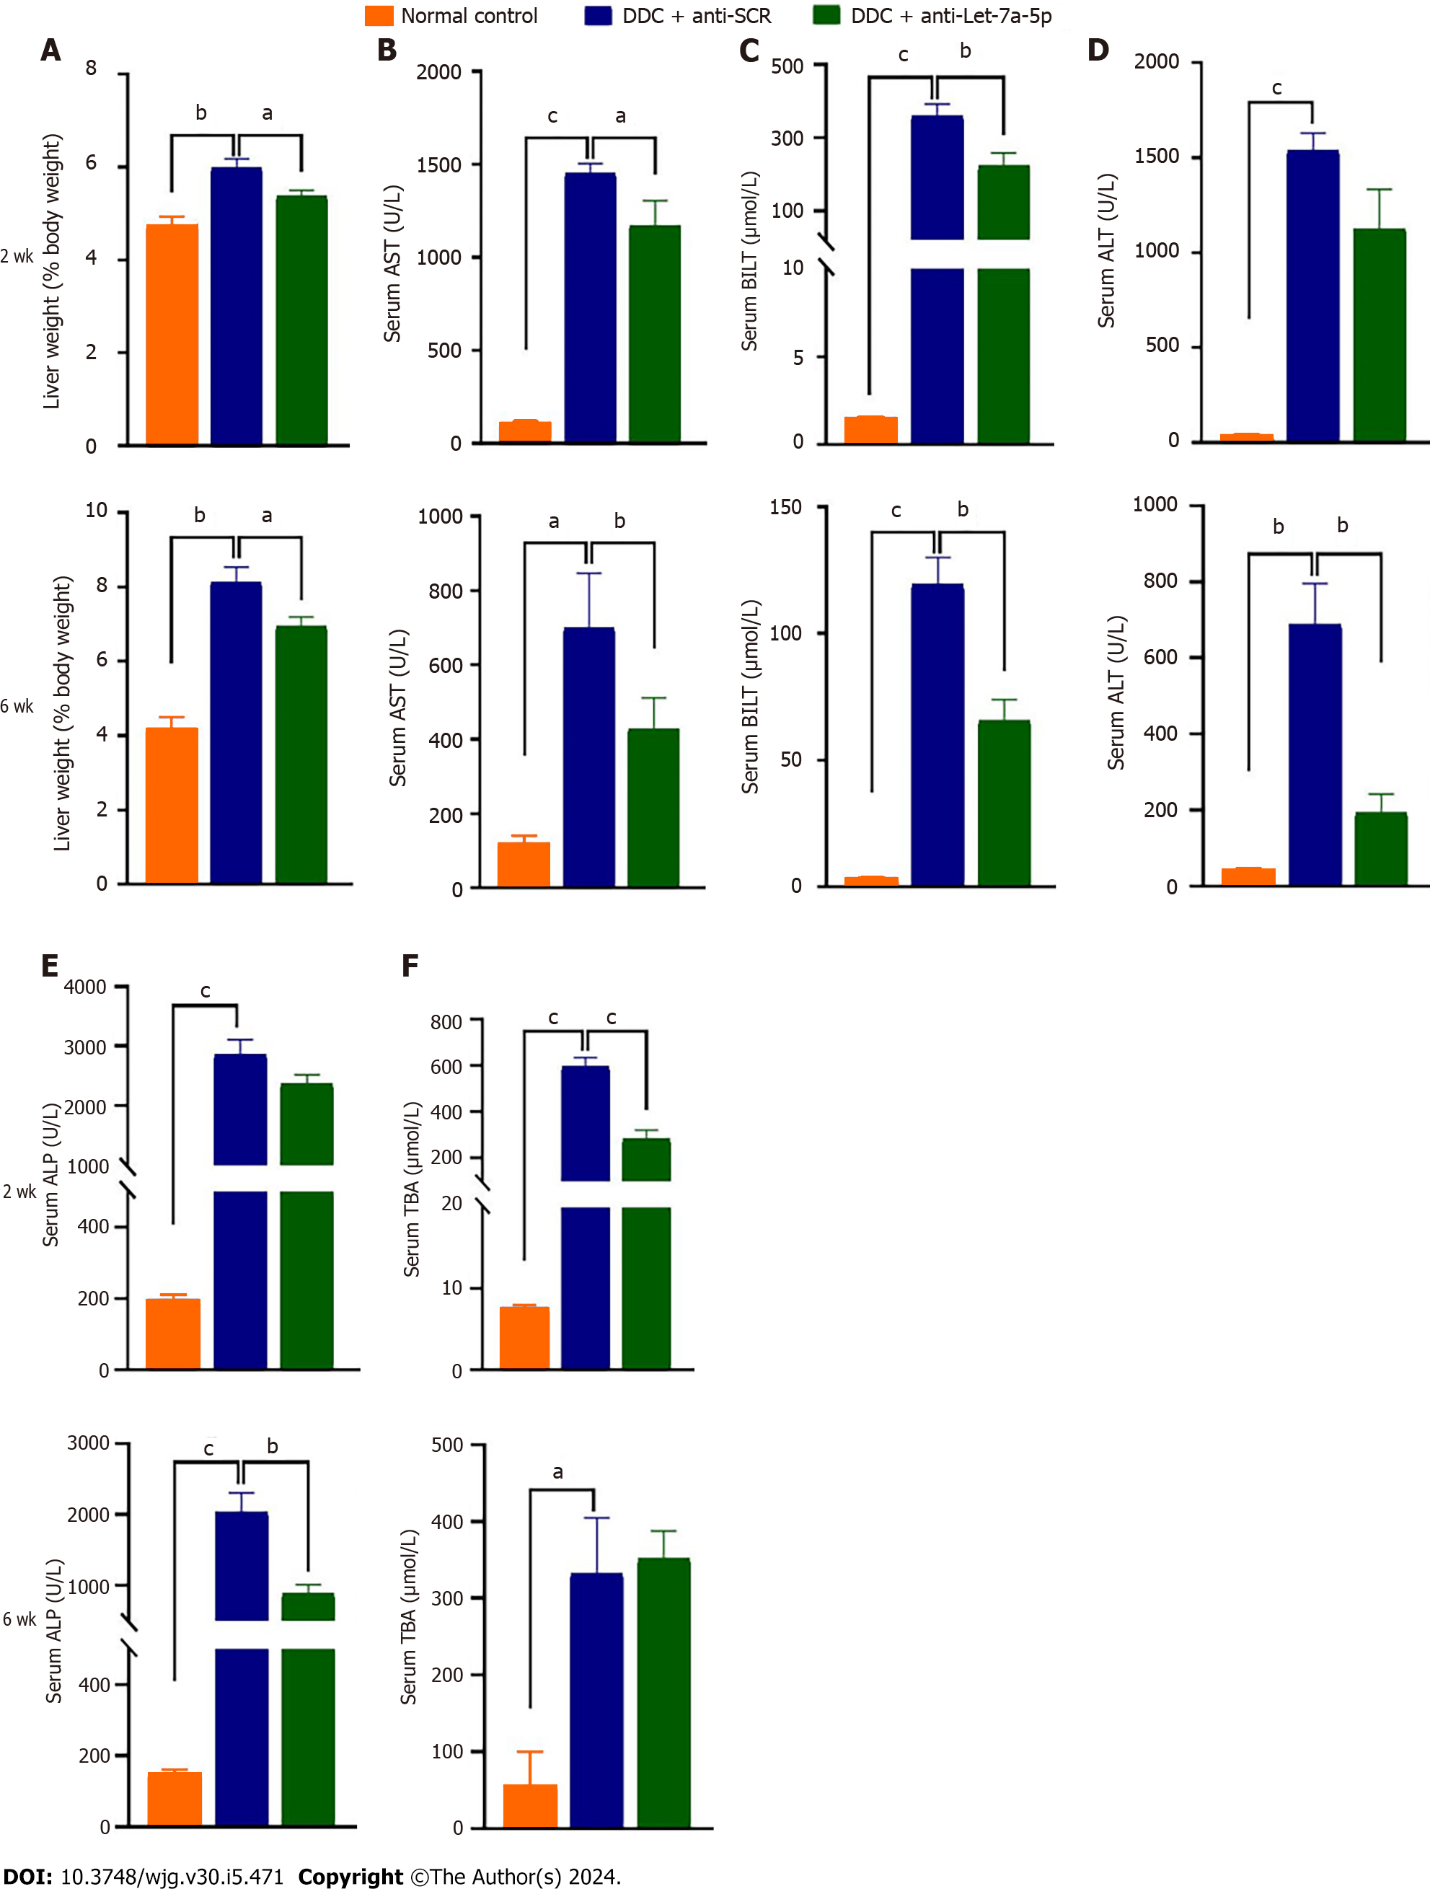 Normal control DDC + anti-SCR DDC + anti-Let-7a-5p
A
8
6
4
2
0
b a
Liver weight (% body weight)
2 wk
B
2000
1500
1000
500
0
c a
Serum AST (U/L)
C
500
300
100
10
5
0
c b
Serum BILT (μmol/L)
D
2000
1500
1000
500
0
c
Serum ALT (U/L)
10
8
6
4
2
0
b a
Liver weight (% body weight)
6 wk
1000
800
600
400
200
0
a b
Serum AST (U/L)
150
100
50
0
c b
Serum BILT (μmol/L)
1000
800
600
400
200
0
b b
Serum ALT (U/L)
E
4000
3000
2000
1000
400
200
0
c
Serum ALP (U/L)
2 wk
F
800
600
400
200
20
10
0
c c
Serum TBA (μmol/L)
3000
2000
1000
400
200
0
c b
Serum ALP (U/L)
6 wk
500
400
300
200
100
0
a
Serum TBA (μmol/L)
DOI: 10.3748/wjg.v30.i5.471 Copyright ©The Author(s) 2024.